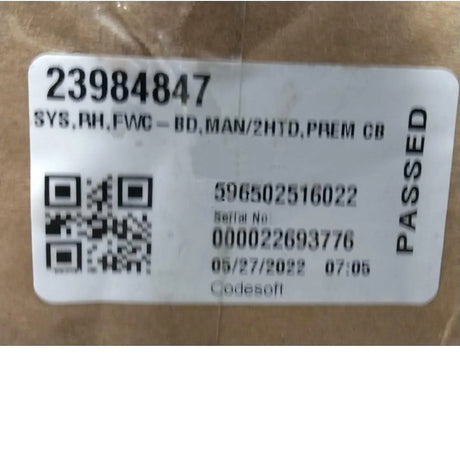 23984847
SYS,RH,FWC-BD,MAN/2HTD,PREM CB
596502516022
Serial No
000022693776
05/27/2022 07:05
Codesoft
PASSED